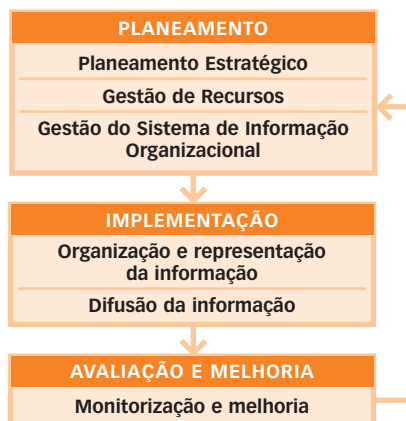 PLANEAMENTO
Planeamento Estratégico
Gestão de Recursos
Gestão do Sistema de Informação
Organizacional
IMPLEMENTAÇÃO
Organização e representação
da informação
Difusão da informação
AVALIAÇÃO E MELHORIA
Monitorização e melhoria